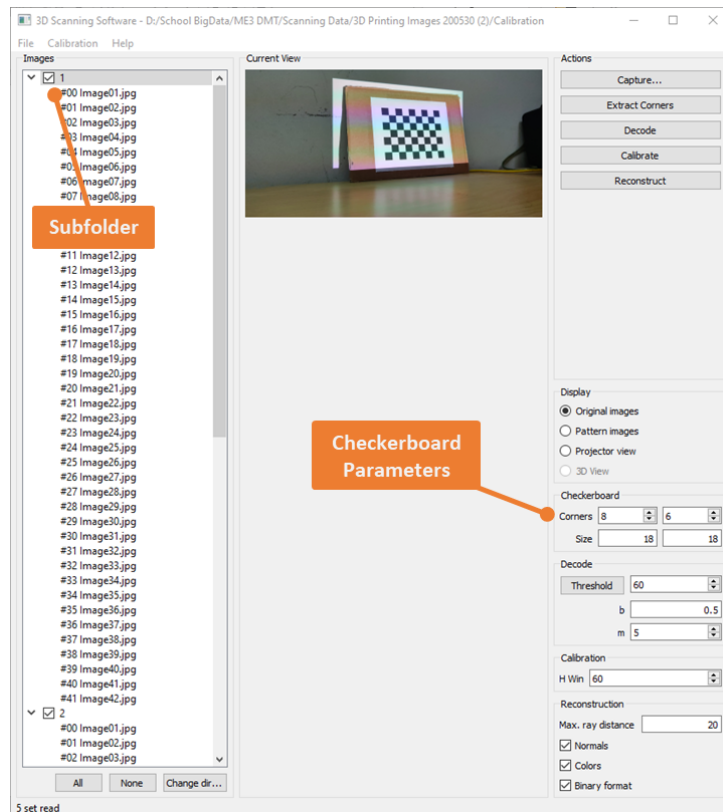 3D Scanning Software - D:/School BigData/ME3 DMT/Scanning Data/3D Printing Images 200530 (2)/Calibration
File Calibration Help
Images
1
#00 Image01.jpg
#01 Image02.jpg
#02 Image03.jpg
#03 Image04.jpg
#04 Image05.jpg
#05 Image06.jpg
#06 Image07.jpg
#07 Image08.jpg
Subfolder
#11 Image12.jpg
#12 Image13.jpg
#13 Image14.jpg
#14 Image15.jpg
#15 Image16.jpg
#16 Image17.jpg
#17 Image18.jpg
#18 Image19.jpg
#19 Image20.jpg
#20 Image21.jpg
#21 Image22.jpg
#22 Image23.jpg
#23 Image24.jpg
#24 Image25.jpg
#25 Image26.jpg
#26 Image27.jpg
#27 Image28.jpg
#28 Image29.jpg
#29 Image30.jpg
#30 Image31.jpg
#31 Image32.jpg
#32 Image33.jpg
#33 Image34.jpg
#34 Image35.jpg
#35 Image36.jpg
#36 Image37.jpg
#37 Image38.jpg
#38 Image39.jpg
#39 Image40.jpg
#40 Image41.jpg
#41 Image42.jpg
2
#00 Image01.jpg
#01 Image02.jpg
#02 Image03.jpg
All None Change dir...
5 set read
Current View
Checkerboard
Parameters
Actions
Capture...
Extract Corners
Decode
Calibrate
Reconstruct
Display
Original images
Pattern images
Projector view
3D View
Checkerboard
Corners 8 6
Size 18 18
Decode
Threshold 60
b 0.5
m 5
Calibration
H Win 60
Reconstruction
Max. ray distance 20
Normals
Colors
Binary format